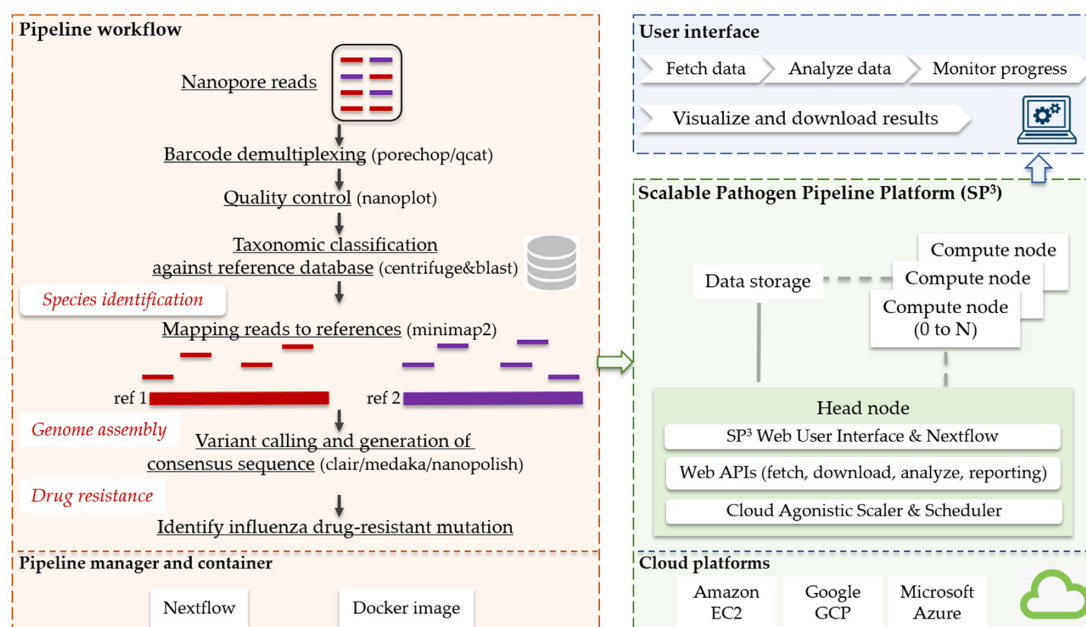 Pipeline workflow
Nanopore reads
Barcode demultiplexing (porechop/qcat)
Quality control (nanoplot)
Taxonomic classification
against reference database (centrifuge&blast)
Species identification
Mapping reads to references (minimap2)
ref 1
ref 2
Genome assembly
Variant calling and generation of
consensus sequence (clair/medaka/nanopolish)
Drug resistance
Identify influenza drug-resistant mutation
Pipeline manager and container
Nextflow
Docker image
User interface
Fetch data
Analyze data
Monitor progress
Visualize and download results
Scalable Pathogen Pipeline Platform (SP³)
Data storage
Compute node
Compute node
Compute node
(0 to N)
Head node
SP³ Web User Interface & Nextflow
Web APIs (fetch, download, analyze, reporting)
Cloud Agonistic Scaler & Scheduler
Cloud platforms
Amazon
EC2
Google
GCP
Microsoft
Azure